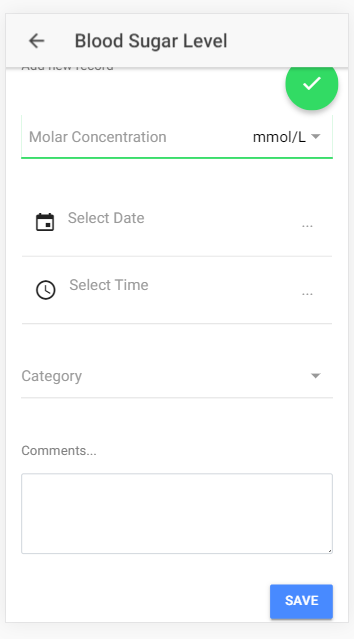 Blood Sugar Level
Add new record
Molar Concentration mmol/L
Select Date ...
Select Time ...
Category
Comments...
SAVE